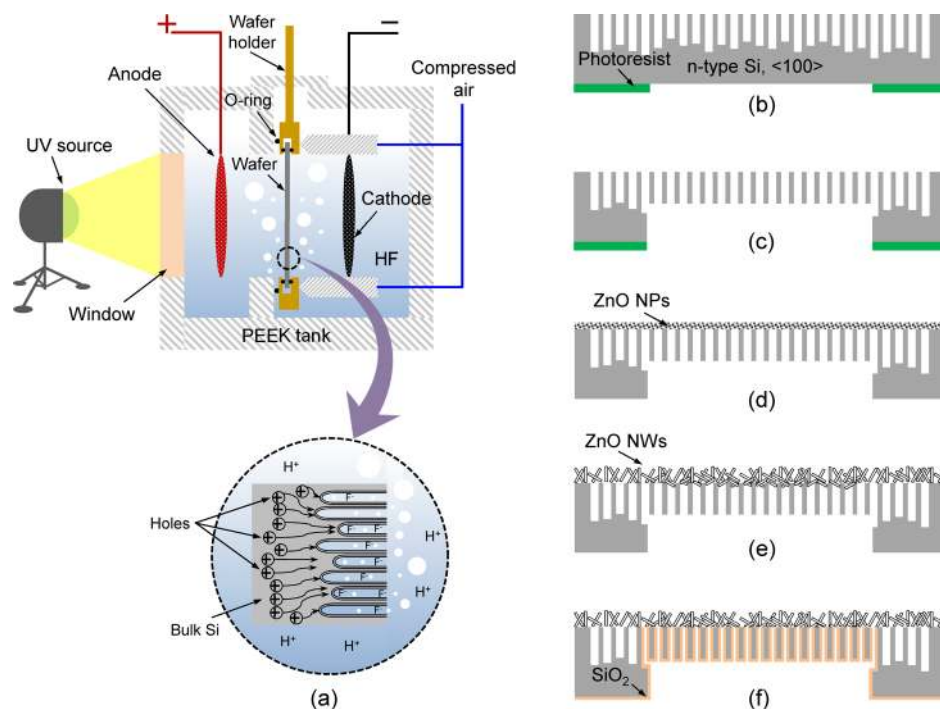 +
−
Wafer
holder
Anode
O-ring
Compressed
air
UV source
Wafer
Cathode
HF
Window
PEEK tank
H⁺
H⁺
F⁻
Holes
F⁻ F⁻
F⁻
H⁺
F⁻
F⁻
F⁻ F⁻
H⁺
F⁻
Bulk Si
H⁺
H⁺
(a)
Photoresist
n-type Si, <100>
(b)
(c)
ZnO NPs
(d)
ZnO NWs
(e)
SiO₂
(f)